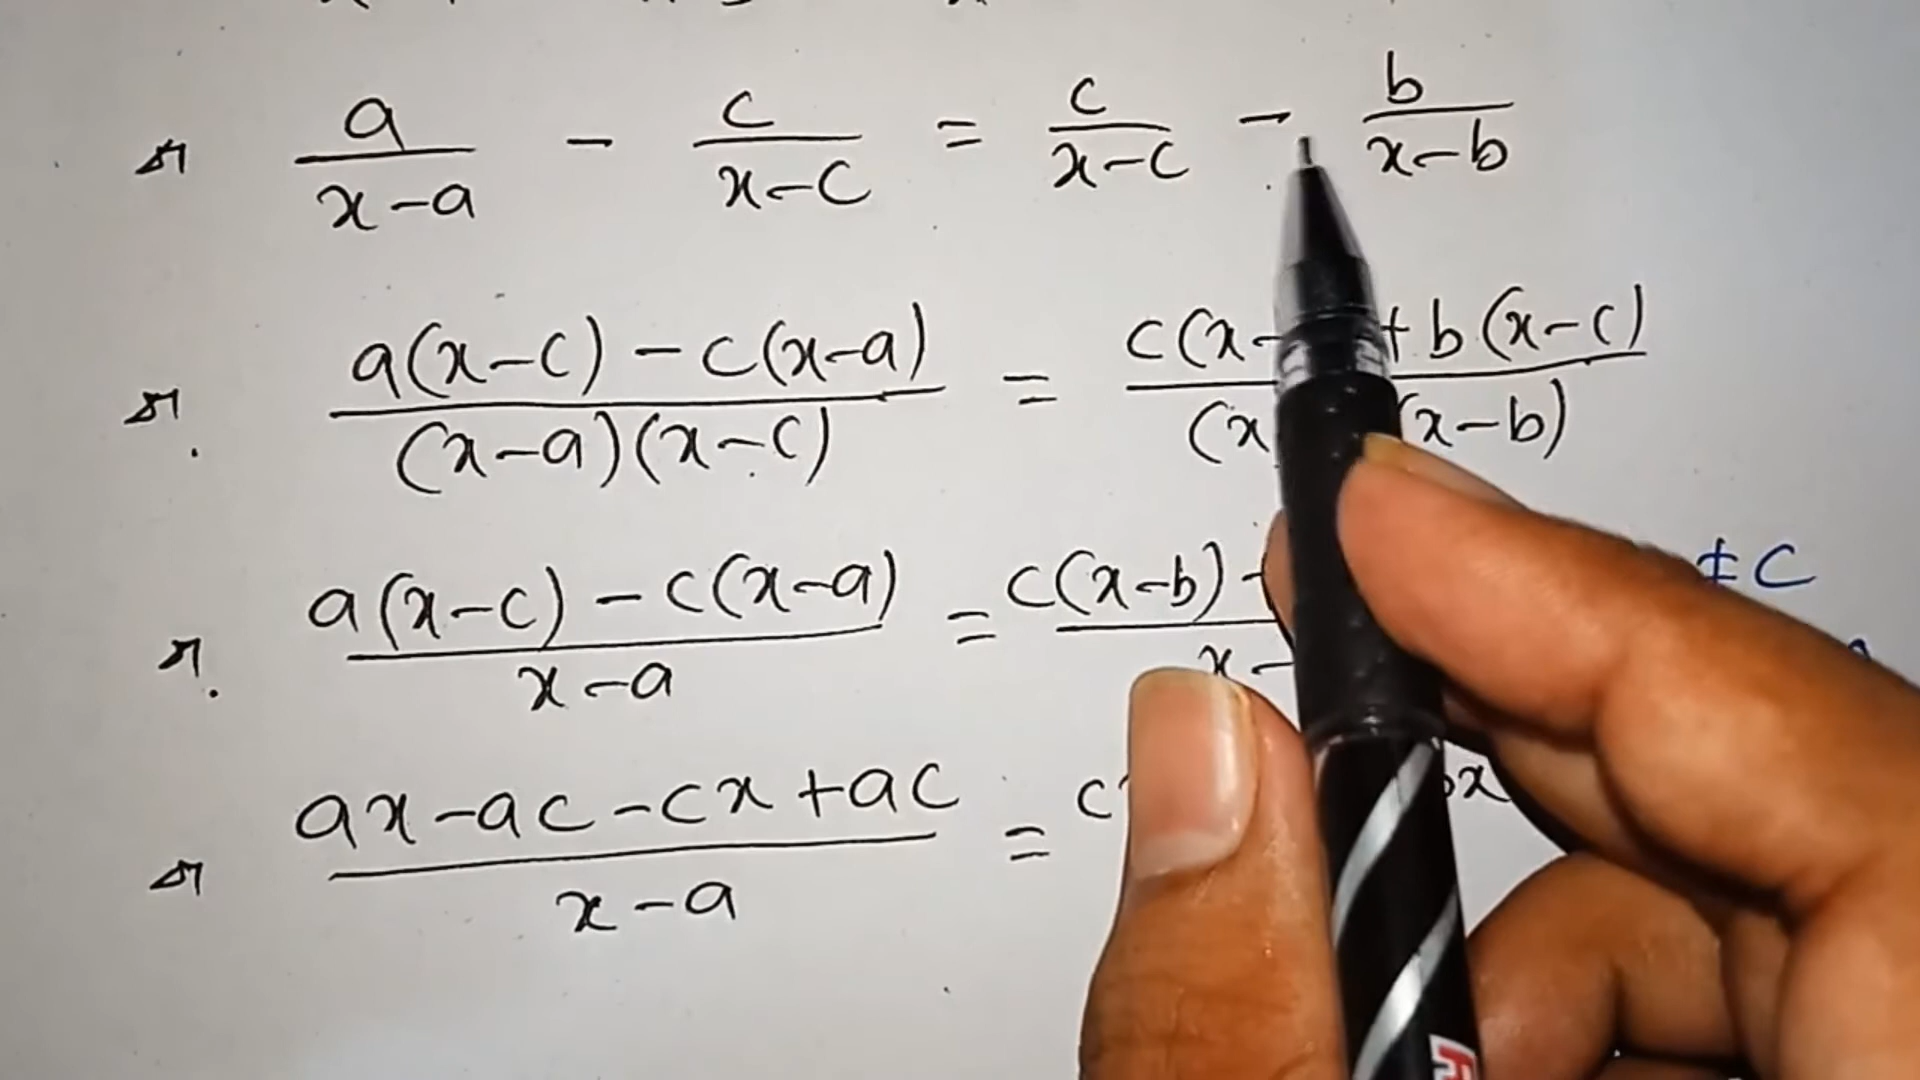 বা a/(x-a) - c/(x-c) = c/(x-c) - b/(x-b)
বা. (a(x-c) - c(x-a))/((x-a)(x-c)) = c(x- + b(x-c) / (x (x-b)
বা. (a(x-c) - c(x-a))/(x-a) = c(x-b) - / x- ≠ c
বা (ax-ac-cx+ac)/(x-a) = c x